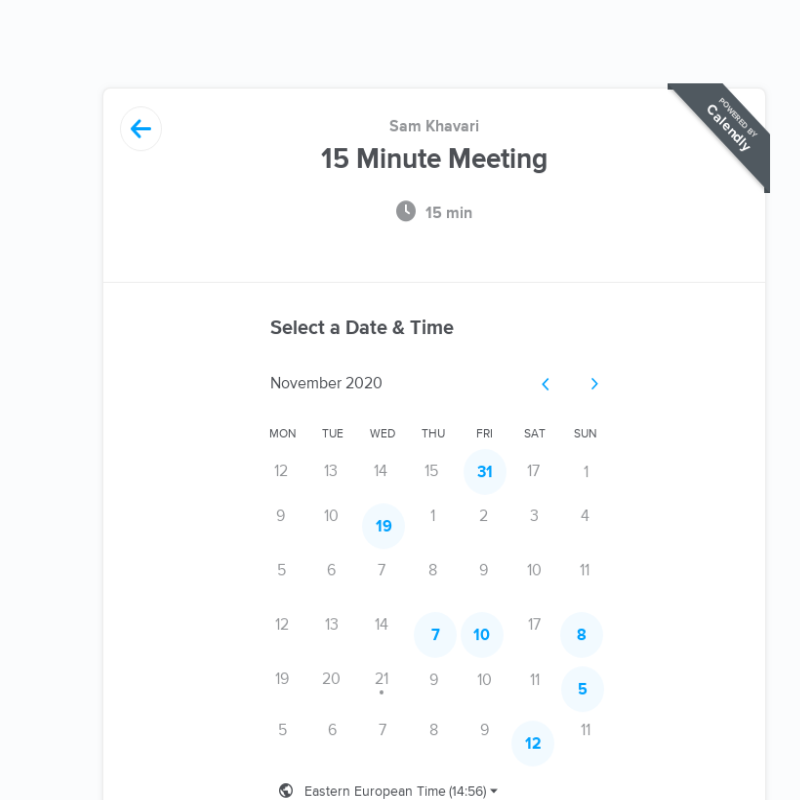 POWERED BY
Calendly
Sam Khavari
15 Minute Meeting
15 min
Select a Date & Time
November 2020
MON TUE WED THU FRI SAT SUN
12 13 14 15 31 17 1
9 10 19 1 2 3 4
5 6 7 8 9 10 11
12 13 14 7 10 17 8
19 20 21 9 10 11 5
5 6 7 8 9 12 11
Eastern European Time (14:56)